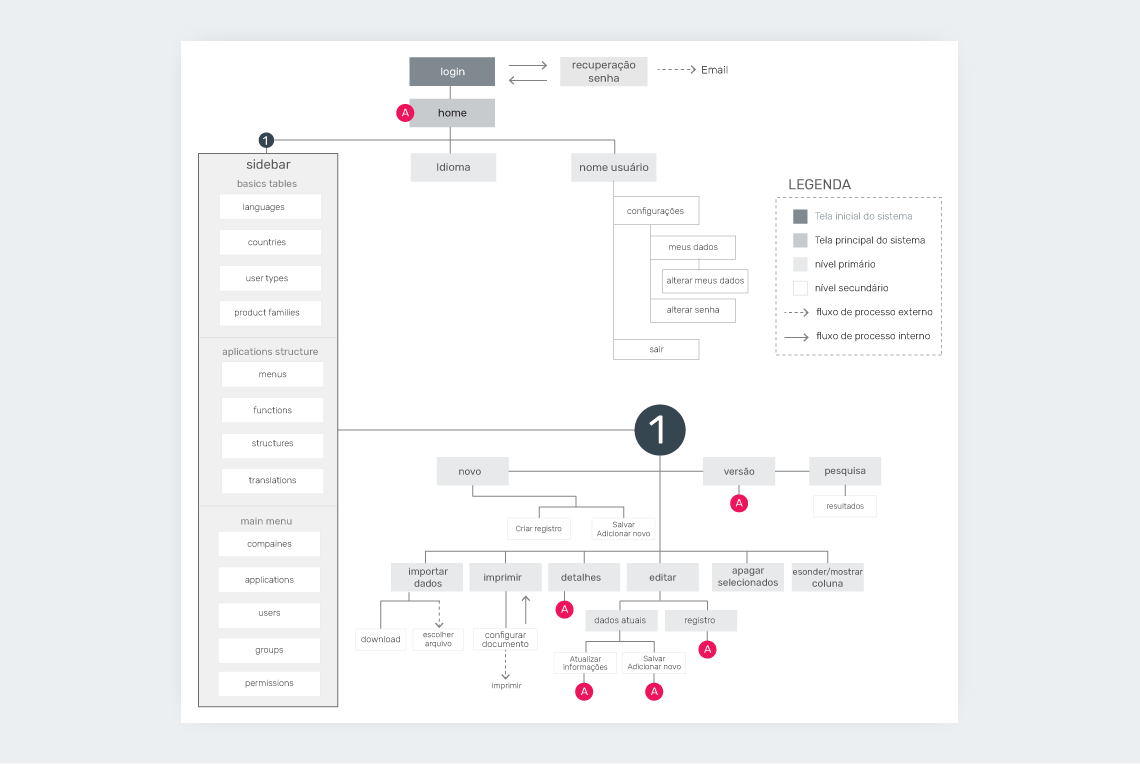 login
recuperação
senha
Email
A
home
1
sidebar
basics tables
languages
countries
user types
product families
aplications structure
menus
functions
structures
translations
main menu
compaines
applications
users
groups
permissions
Idioma
nome usuário
configurações
meus dados
alterar meus dados
alterar senha
sair
LEGENDA
Tela inicial do sistema
Tela principal do sistema
nível primário
nível secundário
fluxo de processo externo
fluxo de processo interno
1
novo
versão
pesquisa
A
resultados
Criar registro
Salvar
Adicionar novo
importar
dados
imprimir
detalhes
editar
apagar
selecionados
esonder/mostrar
coluna
A
download
escolher
arquivo
configurar
documento
imprimir
dados atuais
registro
A
Atualizar
informações
Salvar
Adicionar novo
A
A